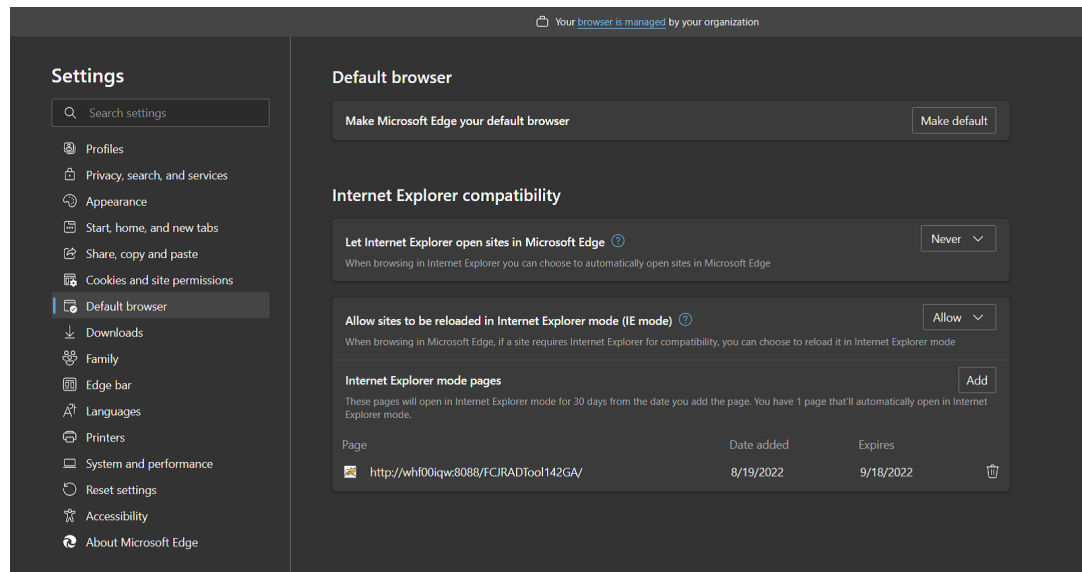 Your browser is managed by your organization
Settings
Search settings
Profiles
Privacy, search, and services
Appearance
Start, home, and new tabs
Share, copy and paste
Cookies and site permissions
Default browser
Downloads
Family
Edge bar
Languages
Printers
System and performance
Reset settings
Accessibility
About Microsoft Edge
Default browser
Make Microsoft Edge your default browser
Make default
Internet Explorer compatibility
Let Internet Explorer open sites in Microsoft Edge
Never
When browsing in Internet Explorer you can choose to automatically open sites in Microsoft Edge
Allow sites to be reloaded in Internet Explorer mode (IE mode)
Allow
When browsing in Microsoft Edge, if a site requires Internet Explorer for compatibility, you can choose to reload it in Internet Explorer mode
Internet Explorer mode pages
Add
These pages will open in Internet Explorer mode for 30 days from the date you add the page. You have 1 page that'll automatically open in Internet
Explorer mode.
Page Date added Expires
http://whf00iqw:8088/FCJRADTool142GA/ 8/19/2022 9/18/2022